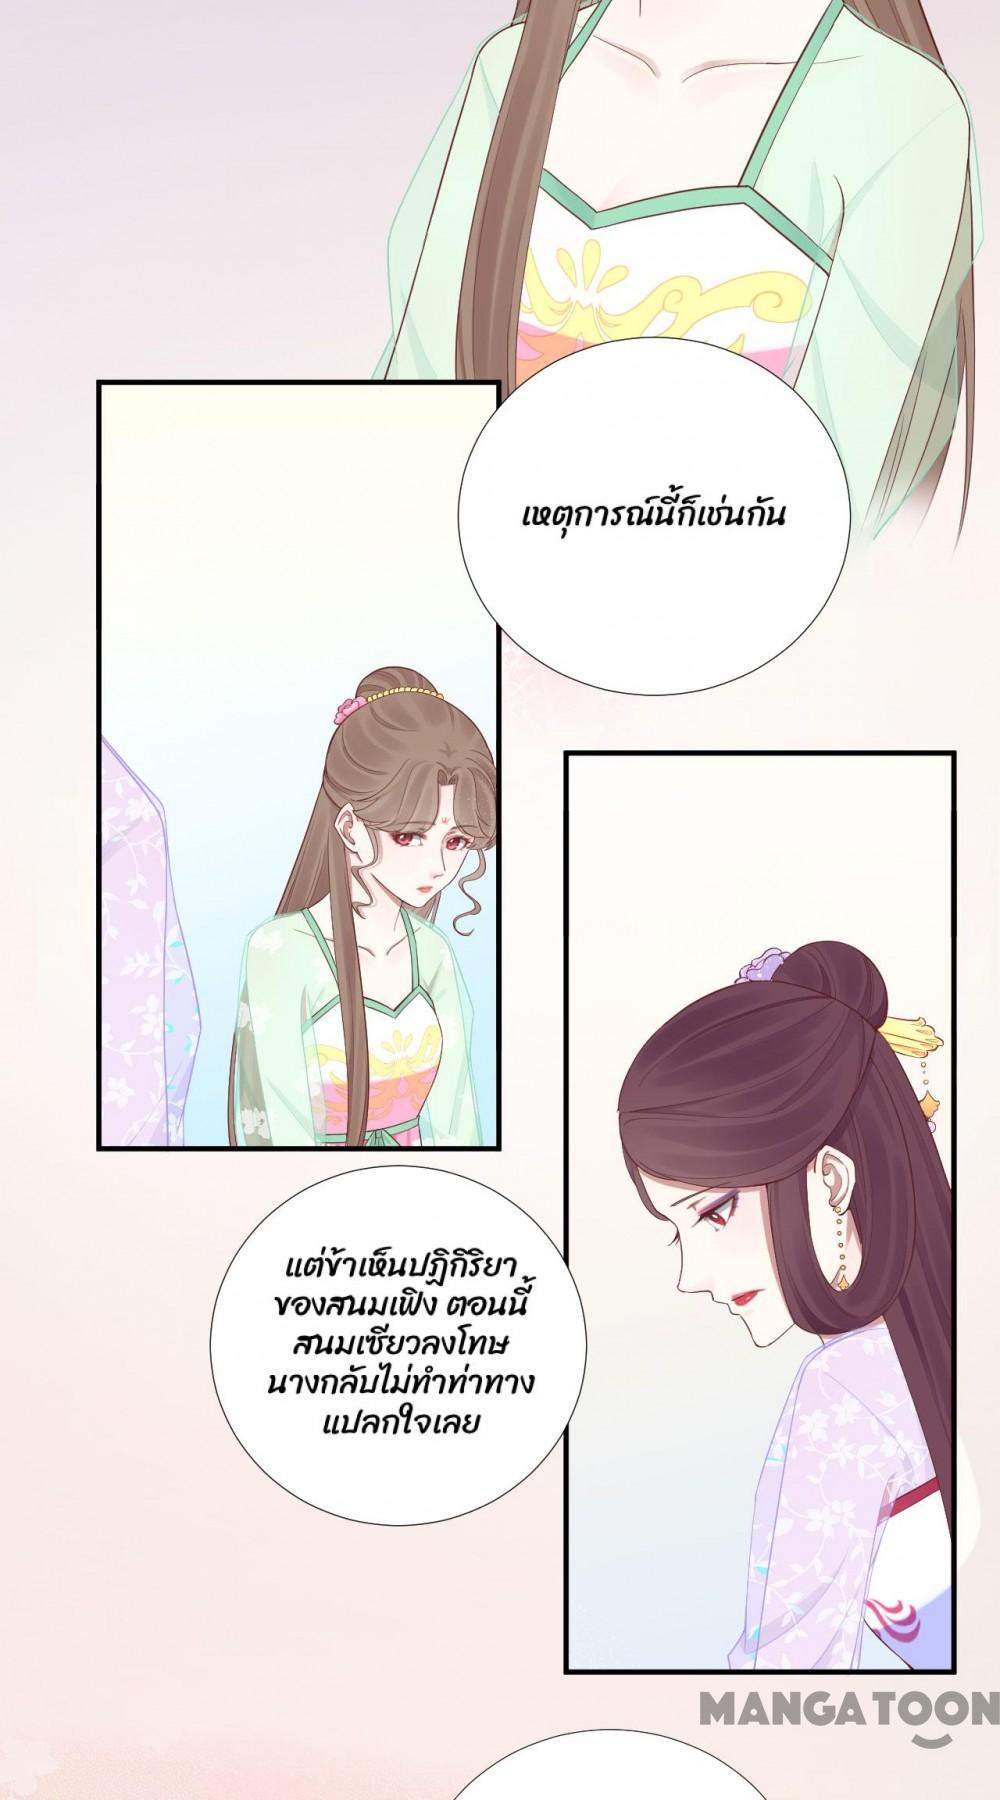 เหตุการณ์นี้ก็เช่นกัน
แต่ข้าเห็นปฏิกิริยา
ของสนมเฟิง ตอนนี้
สนมเซียวลงโทษ
นางกลับไม่ทำท่าทาง
แปลกใจเลย
MANGATOON